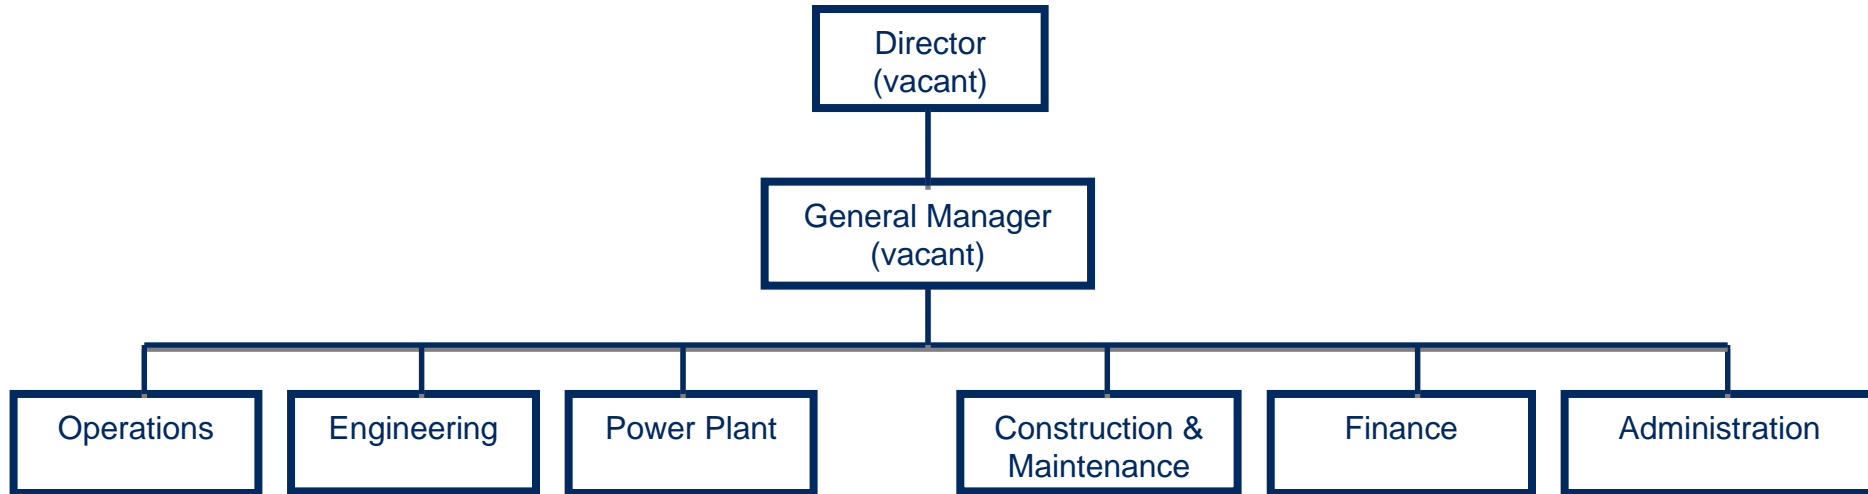 Director
(vacant)
General Manager
(vacant)
Operations
Engineering
Power Plant
Construction &
Maintenance
Finance
Administration